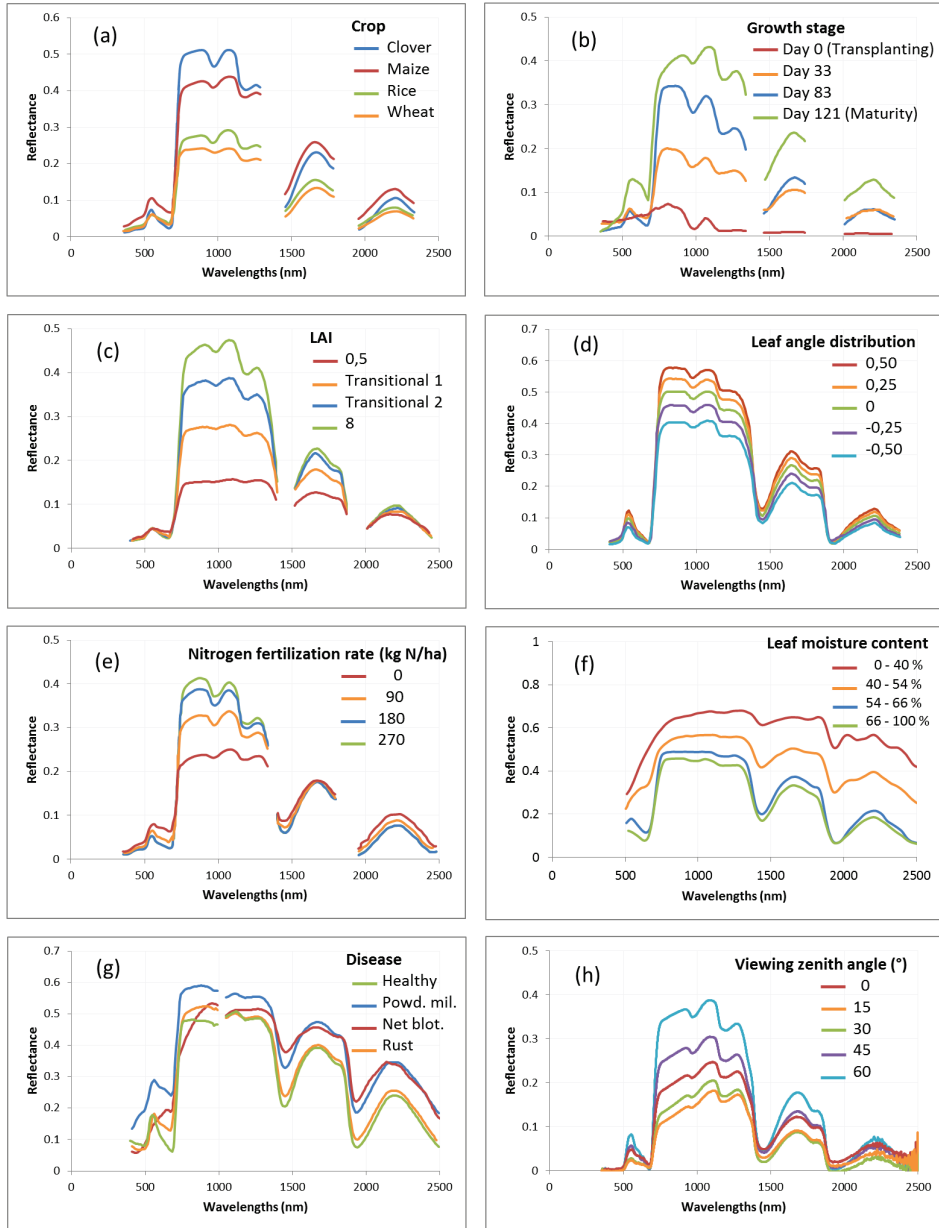 (a)
Crop
Clover
Maize
Rice
Wheat
Reflectance
0.6
0.5
0.4
0.3
0.2
0.1
0
0 500 1000 1500 2000 2500
Wavelengths (nm)
(b)
Growth stage
Day 0 (Transplanting)
Day 33
Day 83
Day 121 (Maturity)
Reflectance
0.5
0.4
0.3
0.2
0.1
0
0 500 1000 1500 2000 2500
Wavelengths (nm)
(c)
LAI
0,5
Transitional 1
Transitional 2
8
Reflectance
0.5
0.4
0.3
0.2
0.1
0
0 500 1000 1500 2000 2500
Wavelengths (nm)
(d)
Leaf angle distribution
0,50
0,25
0
-0,25
-0,50
Reflectance
0.7
0.6
0.5
0.4
0.3
0.2
0.1
0
0 500 1000 1500 2000 2500
Wavelengths (nm)
(e)
Nitrogen fertilization rate (kg N/ha)
0
90
180
270
Reflectance
0.5
0.4
0.3
0.2
0.1
0
0 500 1000 1500 2000 2500
Wavelengths (nm)
(f)
Leaf moisture content
0 - 40 %
40 - 54 %
54 - 66 %
66 - 100 %
Reflectance
1
0.8
0.6
0.4
0.2
0
0 500 1000 1500 2000 2500
Wavelengths (nm)
(g)
Disease
Healthy
Powd. mil.
Net blot.
Rust
Reflectance
0.7
0.6
0.5
0.4
0.3
0.2
0.1
0
0 500 1000 1500 2000 2500
Wavelengths (nm)
(h)
Viewing zenith angle (°)
0
15
30
45
60
Reflectance
0.5
0.4
0.3
0.2
0.1
0
0 500 1000 1500 2000 2500
Wavelengths (nm)